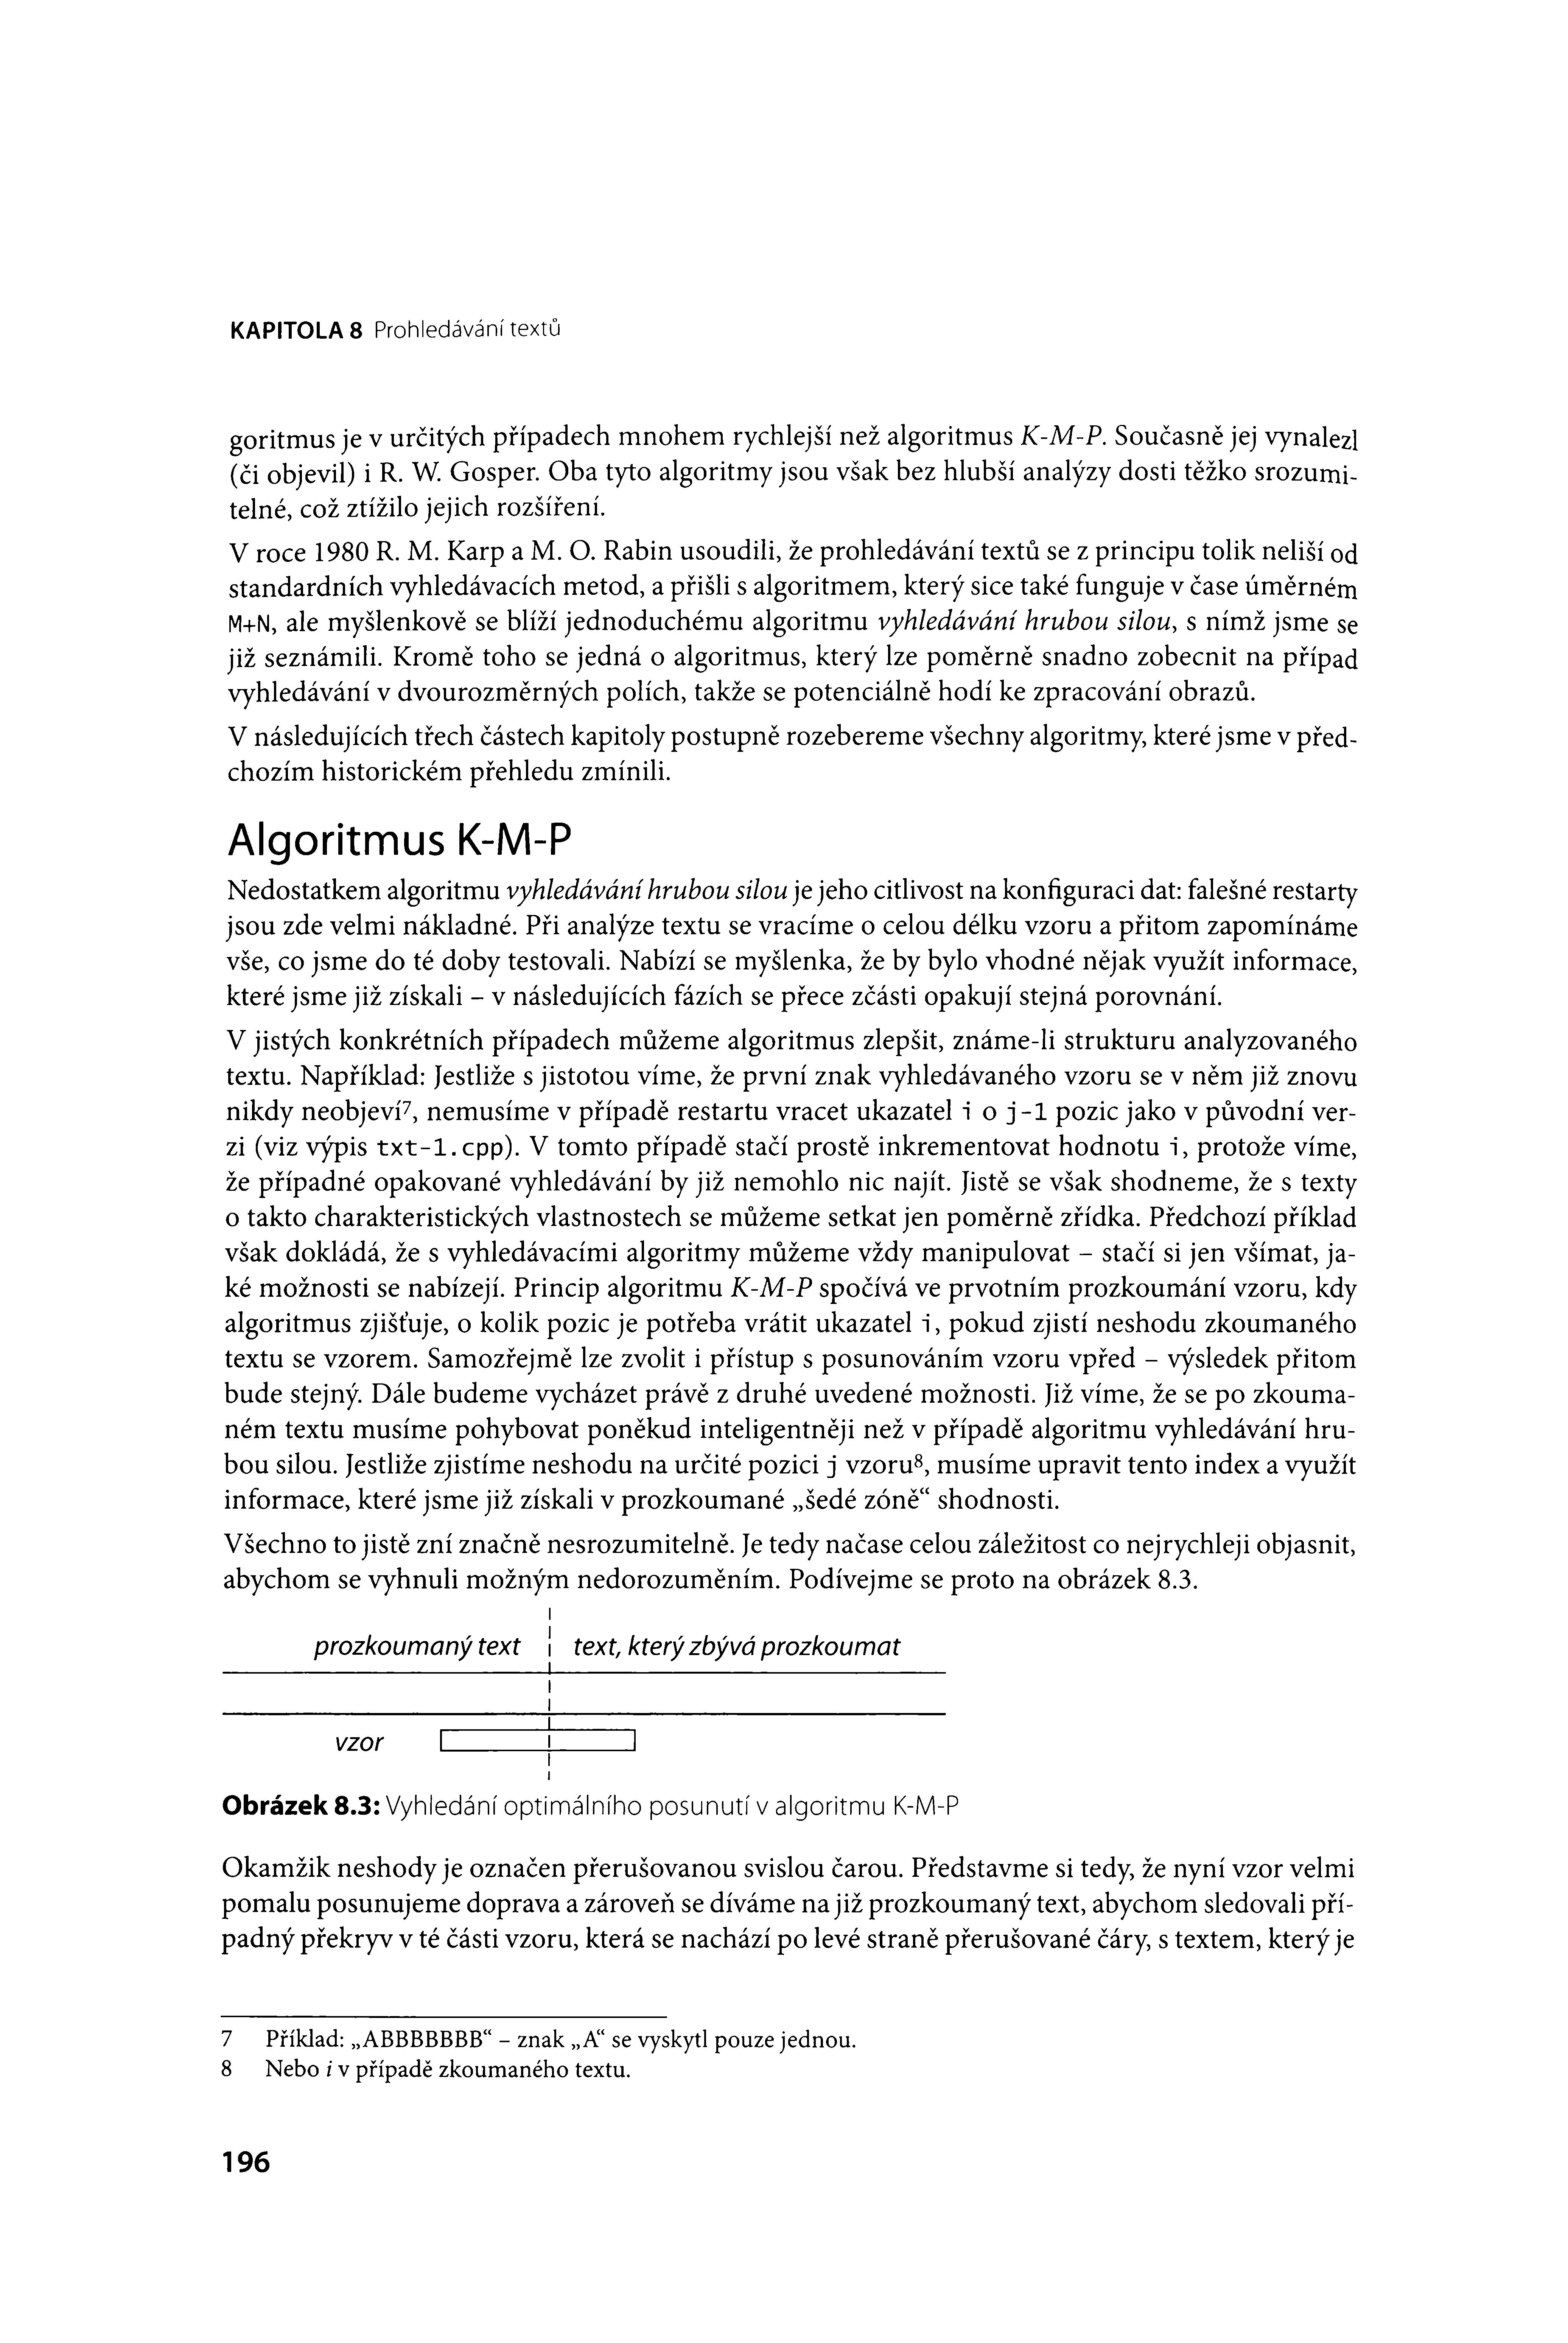 KAPITOLA 8 Prohledávání textů
goritmus je v určitých případech mnohem rychlejší než algoritmus K-M-P. Současně jej vynalezl
(či objevil) i R. W. Gosper. Oba tyto algoritmy jsou však bez hlubší analýzy dosti těžko srozumi-
telné, což ztížilo jejich rozšíření.
V roce 1980 R. M. Karp a M. O. Rabin usoudili, že prohledávání textů se z principu tolik neliší od
standardních vyhledávacích metod, a přišli s algoritmem, který sice také funguje v čase úměrném
M+N, ale myšlenkově se blíží jednoduchému algoritmu vyhledávání hrubou silou, s nímž jsme se
již seznámili. Kromě toho se jedná o algoritmus, který lze poměrně snadno zobecnit na případ
vyhledávání v dvourozměrných polích, takže se potenciálně hodí ke zpracování obrazů.
V následujících třech částech kapitoly postupně rozebereme všechny algoritmy, které jsme v před-
chozím historickém přehledu zmínili.
Algoritmus K-M-P
Nedostatkem algoritmu vyhledávání hrubou silou je jeho citlivost na konfiguraci dat: falešné restarty
jsou zde velmi nákladné. Při analýze textu se vracíme o celou délku vzoru a přitom zapomínáme
vše, co jsme do té doby testovali. Nabízí se myšlenka, že by bylo vhodné nějak využít informace,
které jsme již získali – v následujících fázích se přece zčásti opakují stejná porovnání.
V jistých konkrétních případech můžeme algoritmus zlepšit, známe-li strukturu analyzovaného
textu. Například: Jestliže s jistotou víme, že první znak vyhledávaného vzoru se v něm již znovu
nikdy neobjeví⁷, nemusíme v případě restartu vracet ukazatel i o j-1 pozic jako v původní ver-
zi (viz výpis txt-1.cpp). V tomto případě stačí prostě inkrementovat hodnotu i, protože víme,
že případné opakované vyhledávání by již nemohlo nic najít. Jistě se však shodneme, že s texty
o takto charakteristických vlastnostech se můžeme setkat jen poměrně zřídka. Předchozí příklad
však dokládá, že s vyhledávacími algoritmy můžeme vždy manipulovat – stačí si jen všímat, ja-
ké možnosti se nabízejí. Princip algoritmu K-M-P spočívá ve prvotním prozkoumání vzoru, kdy
algoritmus zjišťuje, o kolik pozic je potřeba vrátit ukazatel i, pokud zjistí neshodu zkoumaného
textu se vzorem. Samozřejmě lze zvolit i přístup s posunováním vzoru vpřed – výsledek přitom
bude stejný. Dále budeme vycházet právě z druhé uvedené možnosti. Již víme, že se po zkouma-
ném textu musíme pohybovat poněkud inteligentněji než v případě algoritmu vyhledávání hru-
bou silou. Jestliže zjistíme neshodu na určité pozici j vzoru⁸, musíme upravit tento index a využít
informace, které jsme již získali v prozkoumané „šedé zóně“ shodnosti.
Všechno to jistě zní značně nesrozumitelně. Je tedy načase celou záležitost co nejrychleji objasnit,
abychom se vyhnuli možným nedorozuměním. Podívejme se proto na obrázek 8.3.
prozkoumaný text text, který zbývá prozkoumat
vzor
Obrázek 8.3: Vyhledání optimálního posunutí v algoritmu K-M-P
Okamžik neshody je označen přerušovanou svislou čarou. Představme si tedy, že nyní vzor velmi
pomalu posunujeme doprava a zároveň se díváme na již prozkoumaný text, abychom sledovali pří-
padný překryv v té části vzoru, která se nachází po levé straně přerušované čáry, s textem, který je
7 Příklad: „ABBBBBBB“ – znak „A“ se vyskytl pouze jednou.
8 Nebo i v případě zkoumaného textu.
196